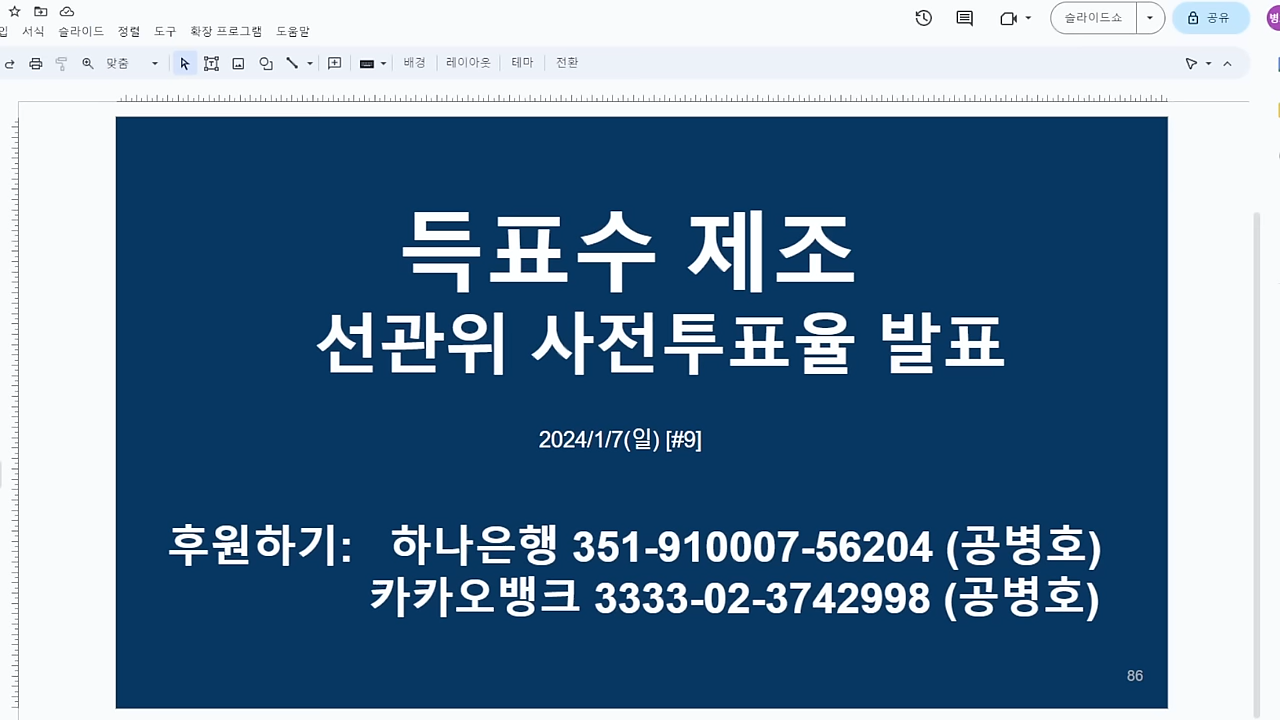 서식 슬라이드 정렬 도구 확장 프로그램 도움말
슬라이드쇼
공유
맞춤
배경 레이아웃 테마 전환
득표수 제조
선관위 사전투표율 발표
2024/1/7(일) [#9]
후원하기: 하나은행 351-910007-56204 (공병호)
카카오뱅크 3333-02-3742998 (공병호)
86